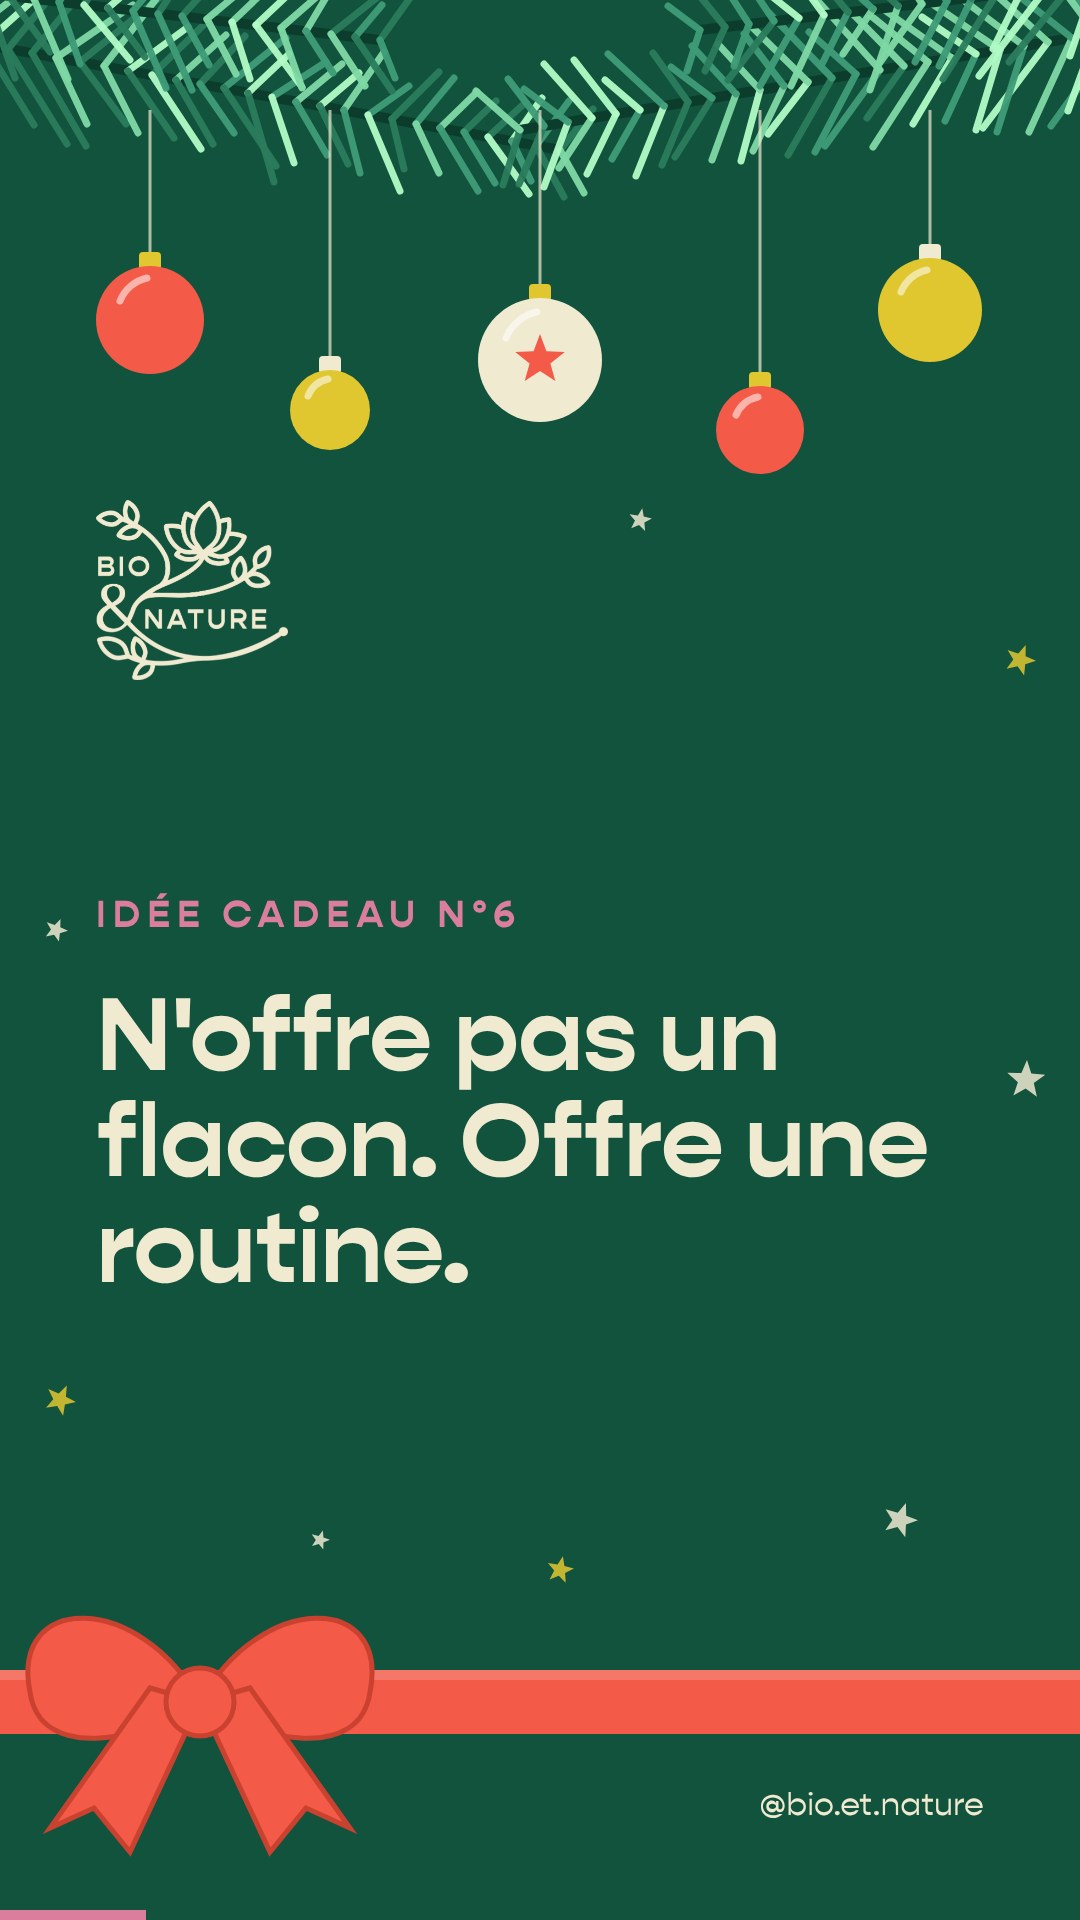 BIO
& NATURE
IDÉE CADEAU N°6
N'offre pas un
flacon. Offre une
routine.
@bio.et.nature